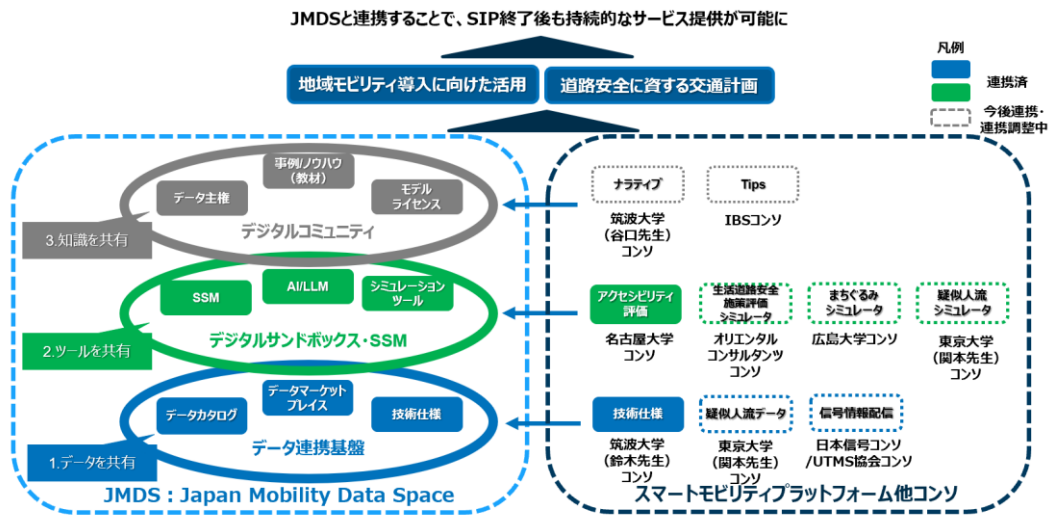 JMDSと連携することで、SIP終了後も持続的なサービス提供が可能に
地域モビリティ導入に向けた活用
道路安全に資する交通計画
凡例
連携済
今後連携・
連携調整中
事例/ノウハウ
（教材）
データ主権
モデル
ライセンス
デジタルコミュニティ
3.知識を共有
AI/LLM
SSM
シミュレーション
ツール
デジタルサンドボックス・SSM
2.ツールを共有
データマーケット
プレイス
データカタログ
技術仕様
データ連携基盤
1.データを共有
JMDS：Japan Mobility Data Space
ナラティブ
筑波大学
（谷口先生）
コンソ
Tips
IBSコンソ
アクセシビリティ
評価
名古屋大学
コンソ
生活道路安全
施策評価
シミュレータ
オリエンタル
コンサルタンツ
コンソ
まちぐるみ
シミュレータ
広島大学コンソ
疑似人流
シミュレータ
東京大学
（関本先生）
コンソ
技術仕様
筑波大学
（鈴木先生）
コンソ
疑似人流データ
東京大学
（関本先生）
コンソ
信号情報配信
日本信号コンソ
/UTMS協会コンソ
スマートモビリティプラットフォーム他コンソ